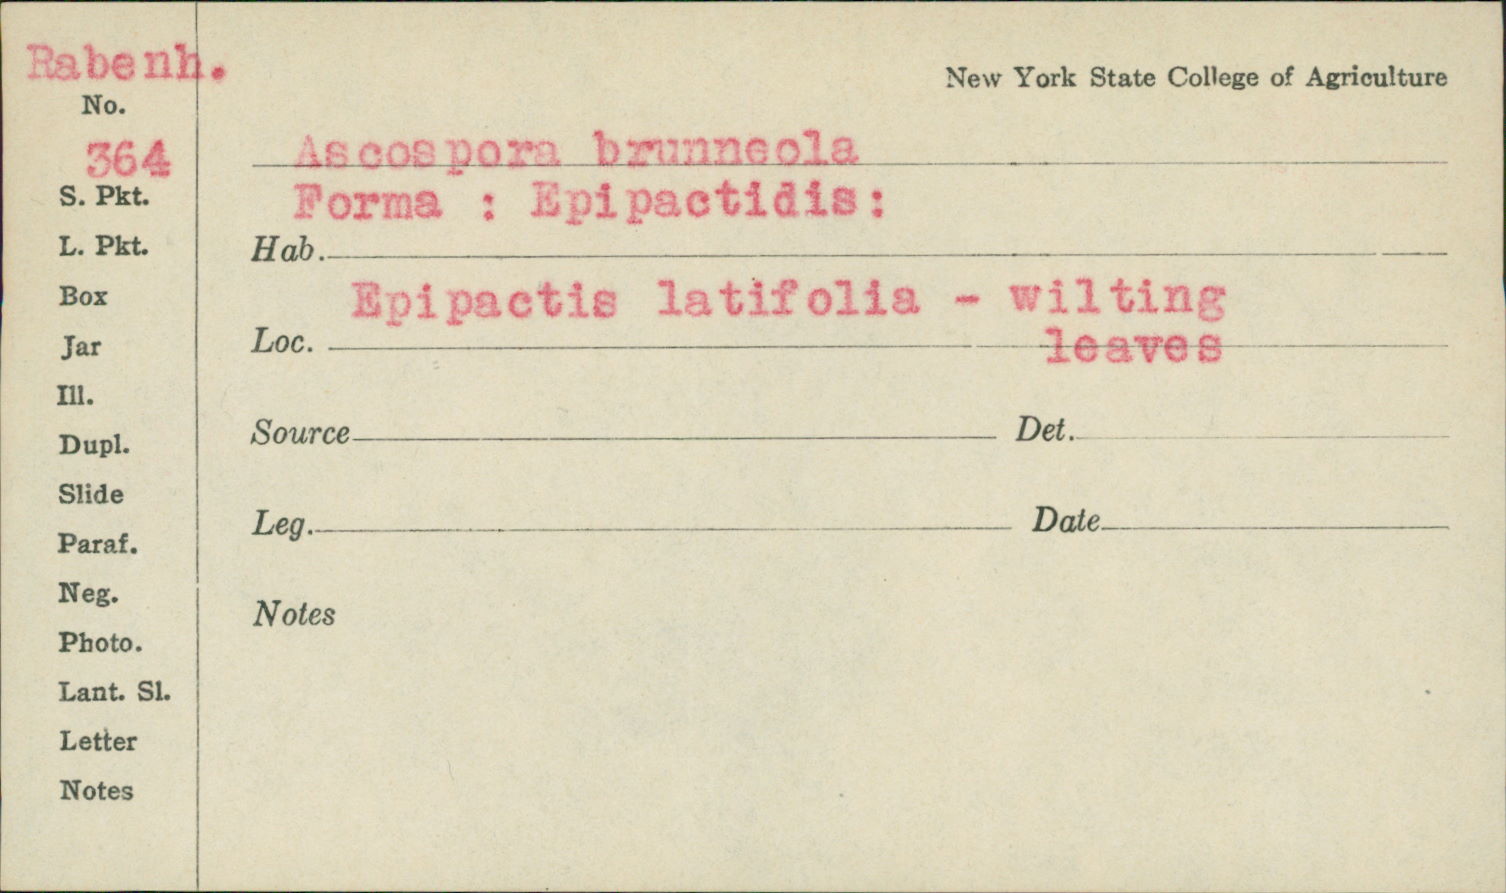 Rabenh.
New York State College of Agriculture
No.
364
Ascospora brunneola
Forma : Epipactidis:
S. Pkt.
L. Pkt.
Hab.
Box
Epipactis latifolia - wilting
leaves
Jar
Loc.
Ill.
Dupl.
Source Det.
Slide
Leg. Date
Paraf.
Neg.
Notes
Photo.
Lant. Sl.
Letter
Notes